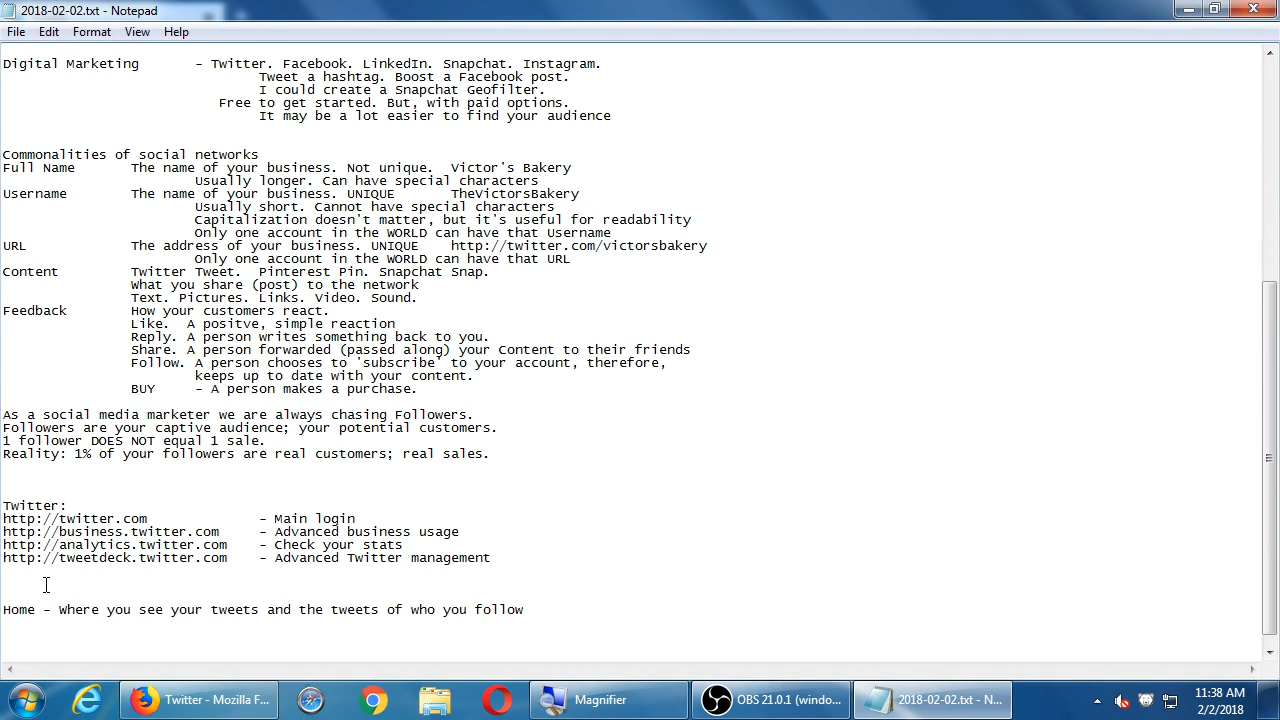 2018-02-02.txt - Notepad
File Edit Format View Help
Digital Marketing - Twitter. Facebook. LinkedIn. Snapchat. Instagram.
Tweet a hashtag. Boost a Facebook post.
I could create a Snapchat Geofilter.
Free to get started. But, with paid options.
It may be a lot easier to find your audience
Commonalities of social networks
Full Name The name of your business. Not unique. Victor's Bakery
Usually longer. Can have special characters
Username The name of your business. UNIQUE TheVictorsBakery
Usually short. Cannot have special characters
Capitalization doesn't matter, but it's useful for readability
Only one account in the WORLD can have that Username
URL The address of your business. UNIQUE http://twitter.com/victorsbakery
Only one account in the WORLD can have that URL
Content Twitter Tweet. Pinterest Pin. Snapchat Snap.
What you share (post) to the network
Text. Pictures. Links. Video. Sound.
Feedback How your customers react.
Like. A positve, simple reaction
Reply. A person writes something back to you.
Share. A person forwarded (passed along) your Content to their friends
Follow. A person chooses to 'subscribe' to your account, therefore,
keeps up to date with your content.
BUY - A person makes a purchase.
As a social media marketer we are always chasing Followers.
Followers are your captive audience; your potential customers.
1 follower DOES NOT equal 1 sale.
Reality: 1% of your followers are real customers; real sales.
Twitter:
http://twitter.com - Main login
http://business.twitter.com - Advanced business usage
http://analytics.twitter.com - Check your stats
http://tweetdeck.twitter.com - Advanced Twitter management
Home - Where you see your tweets and the tweets of who you follow
Twitter - Mozilla F... Magnifier OBS 21.0.1 (windo... 2018-02-02.txt - N... 11:38 AM
2/2/2018